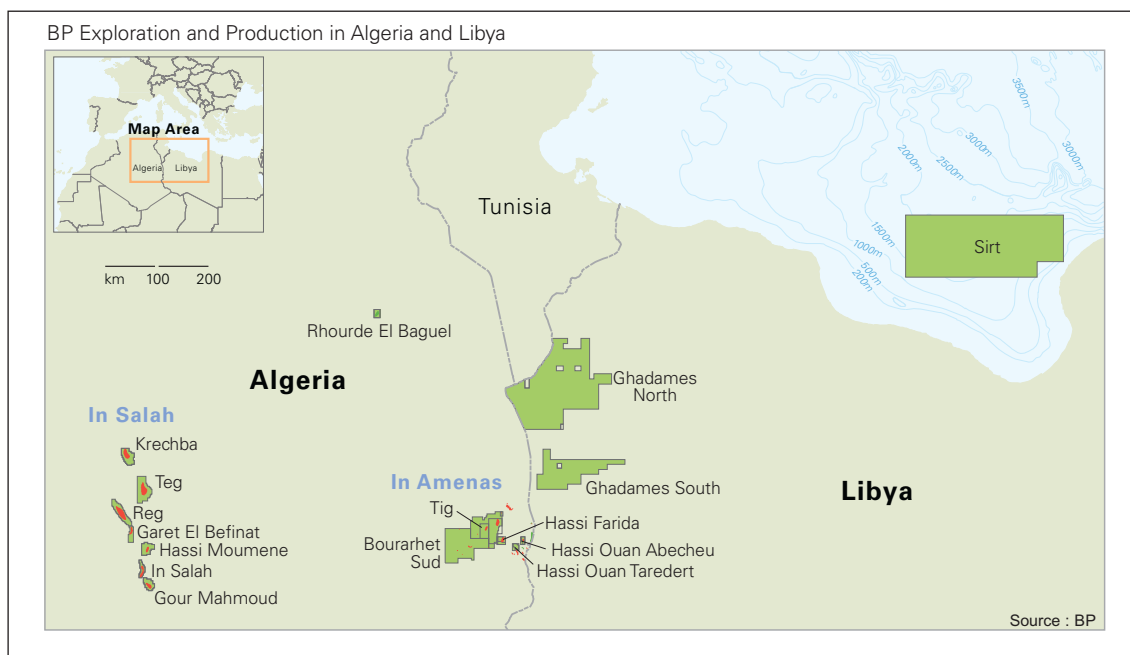 BP Exploration and Production in Algeria and Libya
Map Area
Algeria
Libya
km 100 200
Tunisia
3500m
3000m
3000m
2500m
2000m
1500m
1000m
500m
200m
Sirt
Rhourde El Baguel
Algeria
Ghadames
North
In Salah
Krechba
Teg
Reg
Garet El Befinat
Hassi Moumene
In Salah
Gour Mahmoud
In Amenas
Tig
Bourarhet
Sud
Ghadames South
Libya
Hassi Farida
Hassi Ouan Abecheu
Hassi Ouan Taredert
Source : BP